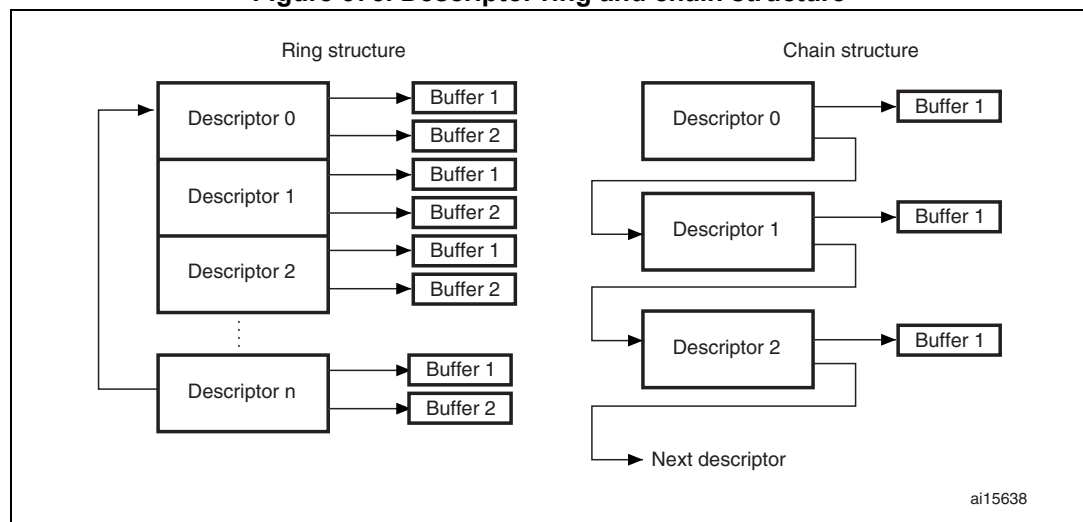 Ring structure
Descriptor 0
Buffer 1
Buffer 2
Descriptor 1
Buffer 1
Buffer 2
Descriptor 2
Buffer 1
Buffer 2
Descriptor n
Buffer 1
Buffer 2
Chain structure
Descriptor 0
Buffer 1
Descriptor 1
Buffer 1
Descriptor 2
Buffer 1
Next descriptor
ai15638